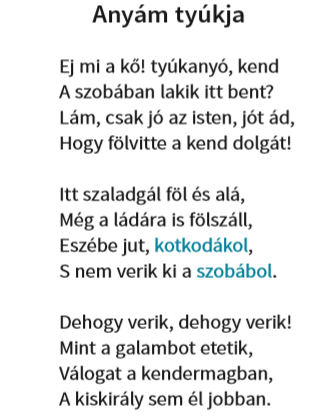 Anyám tyúkja
Ej mi a kő! tyúkanyó, kend
A szobában lakik itt bent?
Lám, csak jó az isten, jót ád,
Hogy fölvitte a kend dolgát!
Itt szaladgál föl és alá,
Még a ládára is fölszáll,
Eszébe jut, kotkodákol,
S nem verik ki a szobábol.
Dehogy verik, dehogy verik!
Mint a galambot etetik,
Válogat a kendermagban,
A kiskirály sem él jobban.